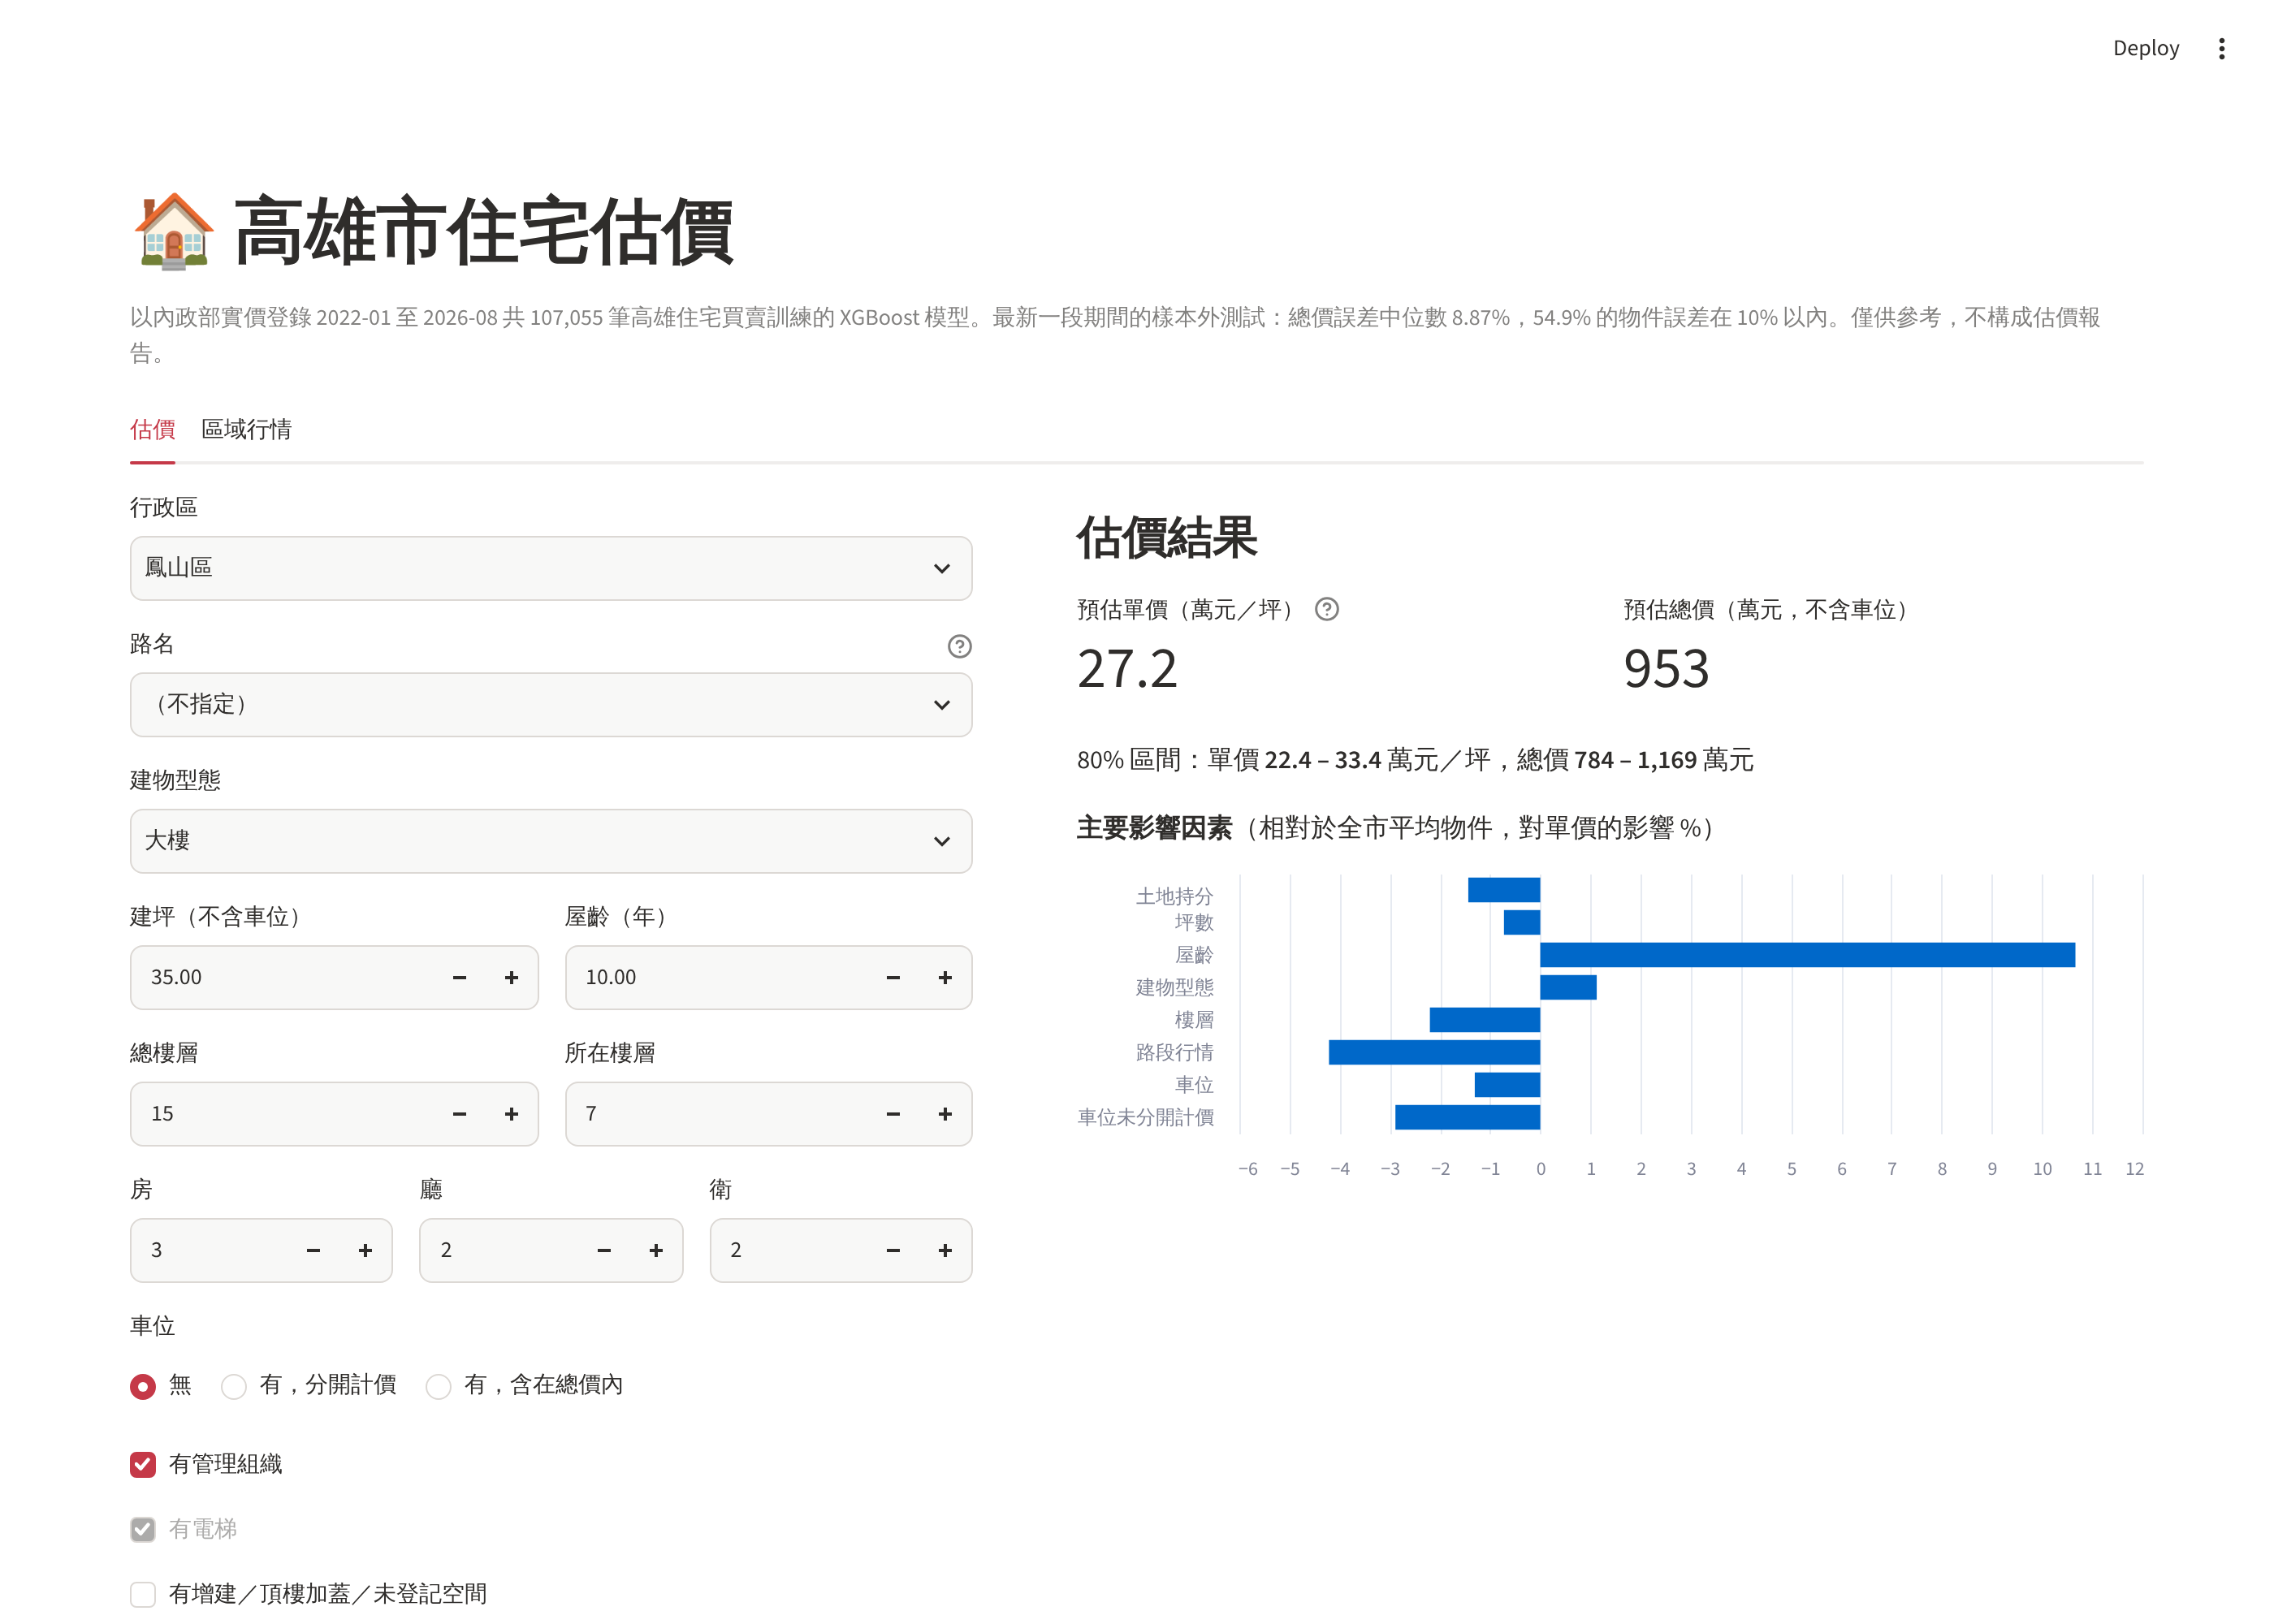 Deploy
高雄市住宅估價
以內政部實價登錄 2022-01 至 2026-08 共 107,055 筆高雄住宅買賣訓練的 XGBoost 模型。最新一段期間的樣本外測試：總價誤差中位數 8.87%，54.9% 的物件誤差在 10% 以內。僅供參考，不構成估價報
告。
估價 區域行情
行政區
鳳山區
路名
（不指定）
建物型態
大樓
建坪（不含車位） 屋齡（年）
35.00 10.00
總樓層 所在樓層
15 7
房 廳 衛
3 2 2
車位
無 有，分開計價 有，含在總價內
有管理組織
有電梯
有增建／頂樓加蓋／未登記空間
估價結果
預估單價（萬元／坪） 預估總價（萬元，不含車位）
27.2 953
80% 區間：單價 22.4 – 33.4 萬元／坪，總價 784 – 1,169 萬元
主要影響因素（相對於全市平均物件，對單價的影響 %）
土地持分
坪數
屋齡
建物型態
樓層
路段行情
車位
車位未分開計價
−6 −5 −4 −3 −2 −1 0 1 2 3 4 5 6 7 8 9 10 11 12